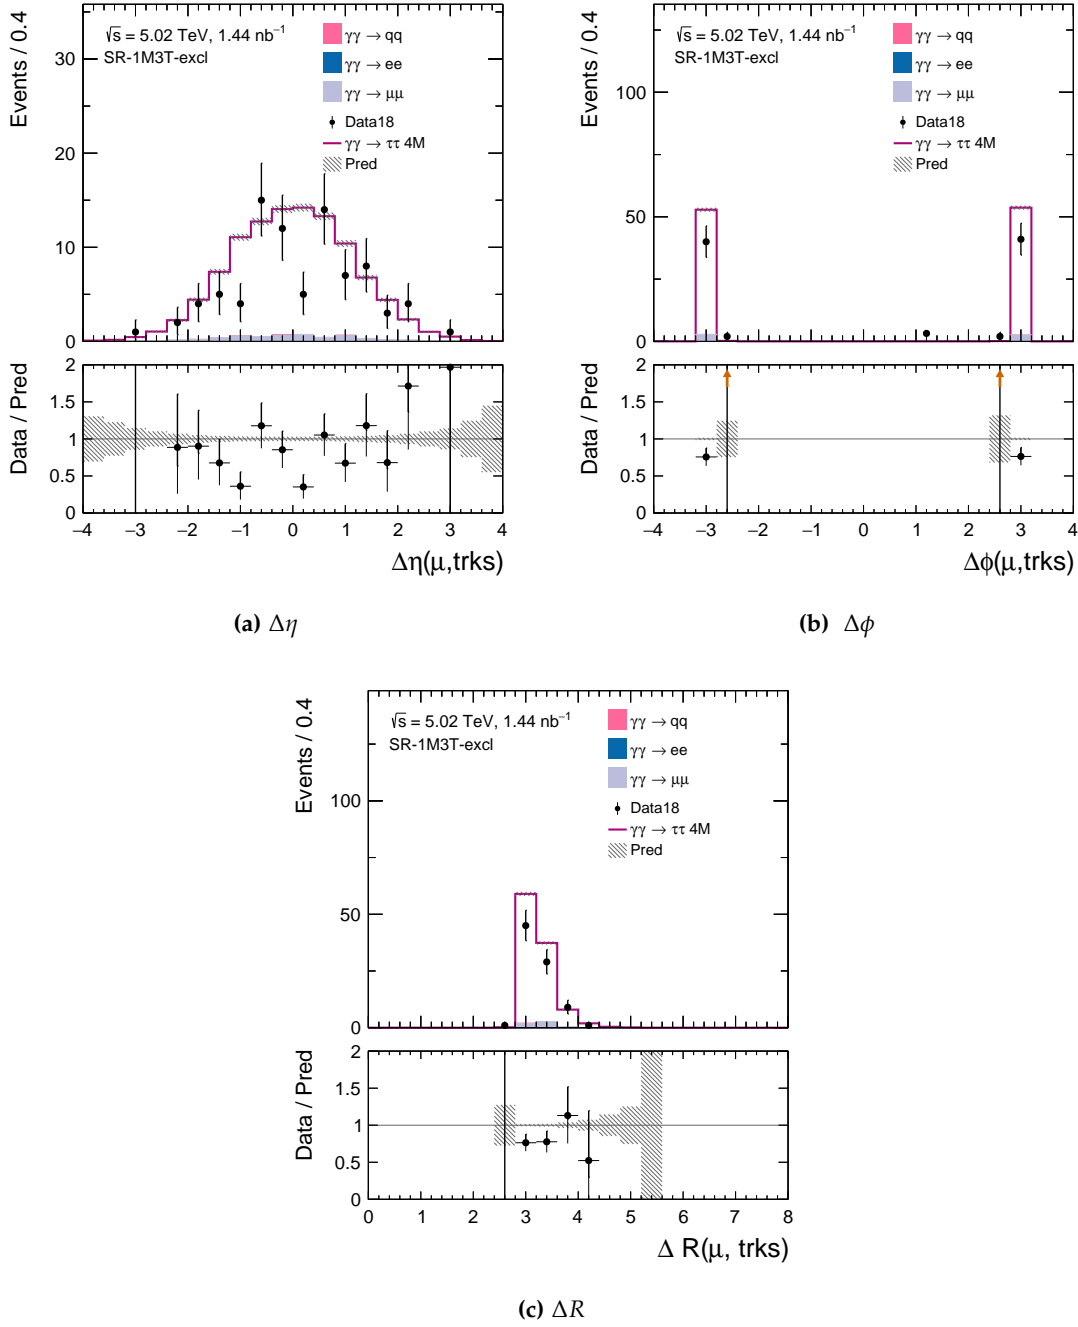 Events / 0.4
√s = 5.02 TeV, 1.44 nb⁻¹
SR-1M3T-excl
γγ → qq
γγ → ee
γγ → μμ
Data18
γγ → ττ 4M
Pred
0
10
20
30
Data / Pred
0
0.5
1
1.5
2
−4 −3 −2 −1 0 1 2 3 4
Δη(μ,trks)
(a) Δη
Events / 0.4
√s = 5.02 TeV, 1.44 nb⁻¹
SR-1M3T-excl
γγ → qq
γγ → ee
γγ → μμ
Data18
γγ → ττ 4M
Pred
0
50
100
Data / Pred
0
0.5
1
1.5
2
−4 −3 −2 −1 0 1 2 3 4
Δϕ(μ,trks)
(b) Δϕ
Events / 0.4
√s = 5.02 TeV, 1.44 nb⁻¹
SR-1M3T-excl
γγ → qq
γγ → ee
γγ → μμ
Data18
γγ → ττ 4M
Pred
0
50
100
Data / Pred
0
0.5
1
1.5
2
0 1 2 3 4 5 6 7 8
Δ R(μ, trks)
(c) ΔR